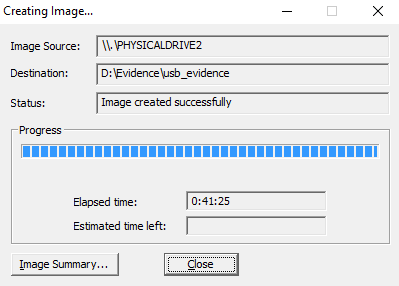 Creating Image...
Image Source: \\.\PHYSICALDRIVE2
Destination: D:\Evidence\usb_evidence
Status: Image created successfully
Progress
Elapsed time: 0:41:25
Estimated time left:
Image Summary... Close